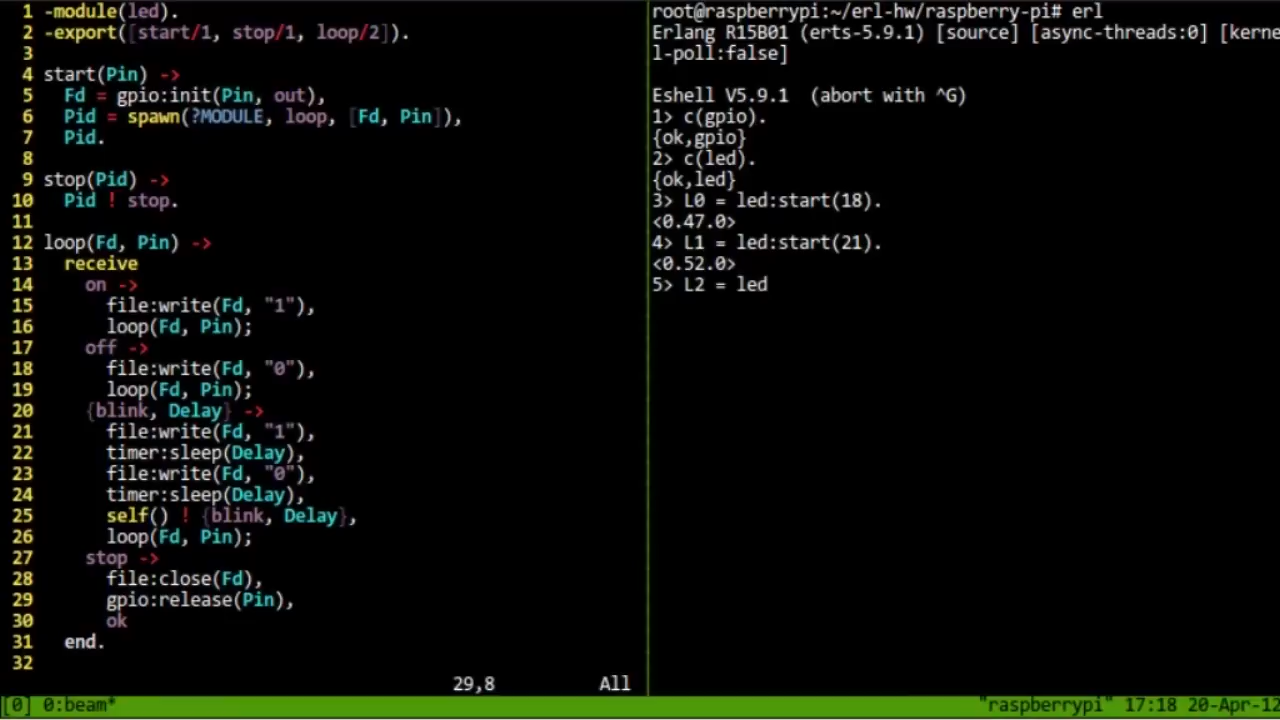 1 -module(led).
2 -export([start/1, stop/1, loop/2]).
3
4 start(Pin) ->
5   Fd = gpio:init(Pin, out),
6   Pid = spawn(?MODULE, loop, [Fd, Pin]),
7   Pid.
8
9 stop(Pid) ->
10   Pid ! stop.
11
12 loop(Fd, Pin) ->
13   receive
14     on ->
15       file:write(Fd, "1"),
16       loop(Fd, Pin);
17     off ->
18       file:write(Fd, "0"),
19       loop(Fd, Pin);
20     {blink, Delay} ->
21       file:write(Fd, "1"),
22       timer:sleep(Delay),
23       file:write(Fd, "0"),
24       timer:sleep(Delay),
25       self() ! {blink, Delay},
26       loop(Fd, Pin);
27     stop ->
28       file:close(Fd),
29       gpio:release(Pin),
30       ok
31   end.
32
29,8 All
root@raspberrypi:~/erl-hw/raspberry-pi# erl
Erlang R15B01 (erts-5.9.1) [source] [async-threads:0] [kerne
l-poll:false]
Eshell V5.9.1  (abort with ^G)
1> c(gpio).
{ok,gpio}
2> c(led).
{ok,led}
3> L0 = led:start(18).
<0.47.0>
4> L1 = led:start(21).
<0.52.0>
5> L2 = led
[0] 0:beam*
"raspberrypi" 17:18 20-Apr-12